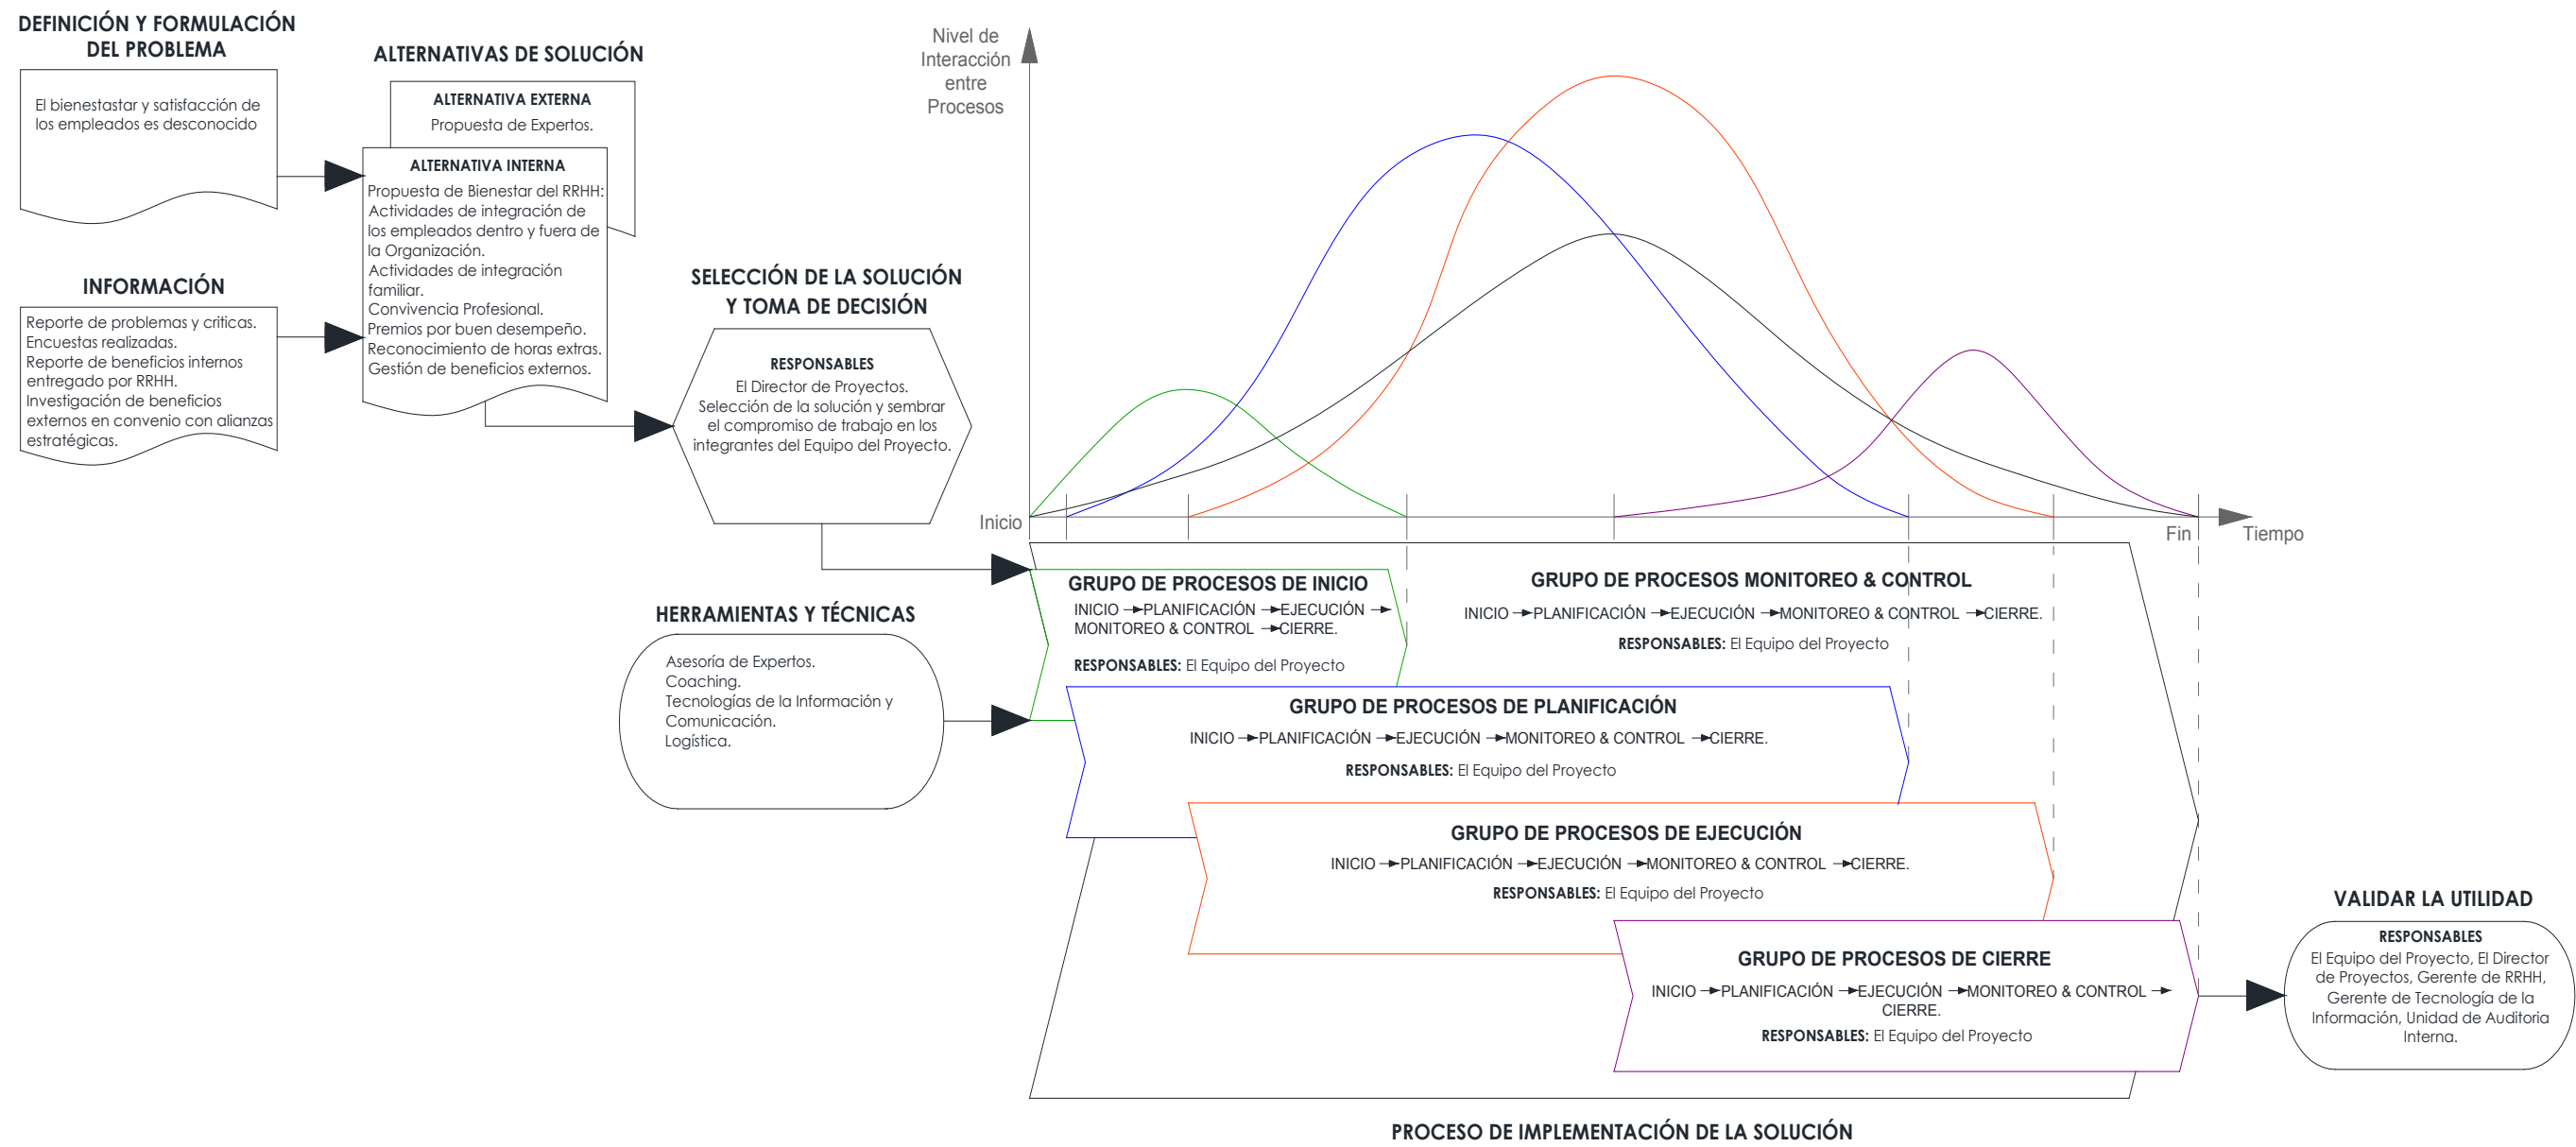 DEFINICIÓN Y FORMULACIÓN
DEL PROBLEMA
El bienestastar y satisfacción de
los empleados es desconocido
INFORMACIÓN
Reporte de problemas y criticas.
Encuestas realizadas.
Reporte de beneficios internos
entregado por RRHH.
Investigación de beneficios
externos en convenio con alianzas
estratégicas.
ALTERNATIVAS DE SOLUCIÓN
ALTERNATIVA EXTERNA
Propuesta de Expertos.
ALTERNATIVA INTERNA
Propuesta de Bienestar del RRHH:
Actividades de integración de
los empleados dentro y fuera de
la Organización.
Actividades de integración
familiar.
Convivencia Profesional.
Premios por buen desempeño.
Reconocimiento de horas extras.
Gestión de beneficios externos.
SELECCIÓN DE LA SOLUCIÓN
Y TOMA DE DECISIÓN
RESPONSABLES
El Director de Proyectos.
Selección de la solución y sembrar
el compromiso de trabajo en los
integrantes del Equipo del Proyecto.
HERRAMIENTAS Y TÉCNICAS
Asesoría de Expertos.
Coaching.
Tecnologías de la Información y
Comunicación.
Logística.
Nivel de
Interacción
entre
Procesos
Inicio
Fin
Tiempo
GRUPO DE PROCESOS DE INICIO
INICIO PLANIFICACIÓN EJECUCIÓN
MONITOREO & CONTROL CIERRE.
RESPONSABLES: El Equipo del Proyecto
GRUPO DE PROCESOS MONITOREO & CONTROL
INICIO PLANIFICACIÓN EJECUCIÓN MONITOREO & CONTROL CIERRE.
RESPONSABLES: El Equipo del Proyecto
GRUPO DE PROCESOS DE PLANIFICACIÓN
INICIO PLANIFICACIÓN EJECUCIÓN MONITOREO & CONTROL CIERRE.
RESPONSABLES: El Equipo del Proyecto
GRUPO DE PROCESOS DE EJECUCIÓN
INICIO PLANIFICACIÓN EJECUCIÓN MONITOREO & CONTROL CIERRE.
RESPONSABLES: El Equipo del Proyecto
GRUPO DE PROCESOS DE CIERRE
INICIO PLANIFICACIÓN EJECUCIÓN MONITOREO & CONTROL
CIERRE.
RESPONSABLES: El Equipo del Proyecto
VALIDAR LA UTILIDAD
RESPONSABLES
El Equipo del Proyecto, El Director
de Proyectos, Gerente de RRHH,
Gerente de Tecnología de la
Información, Unidad de Auditoria
Interna.
PROCESO DE IMPLEMENTACIÓN DE LA SOLUCIÓN